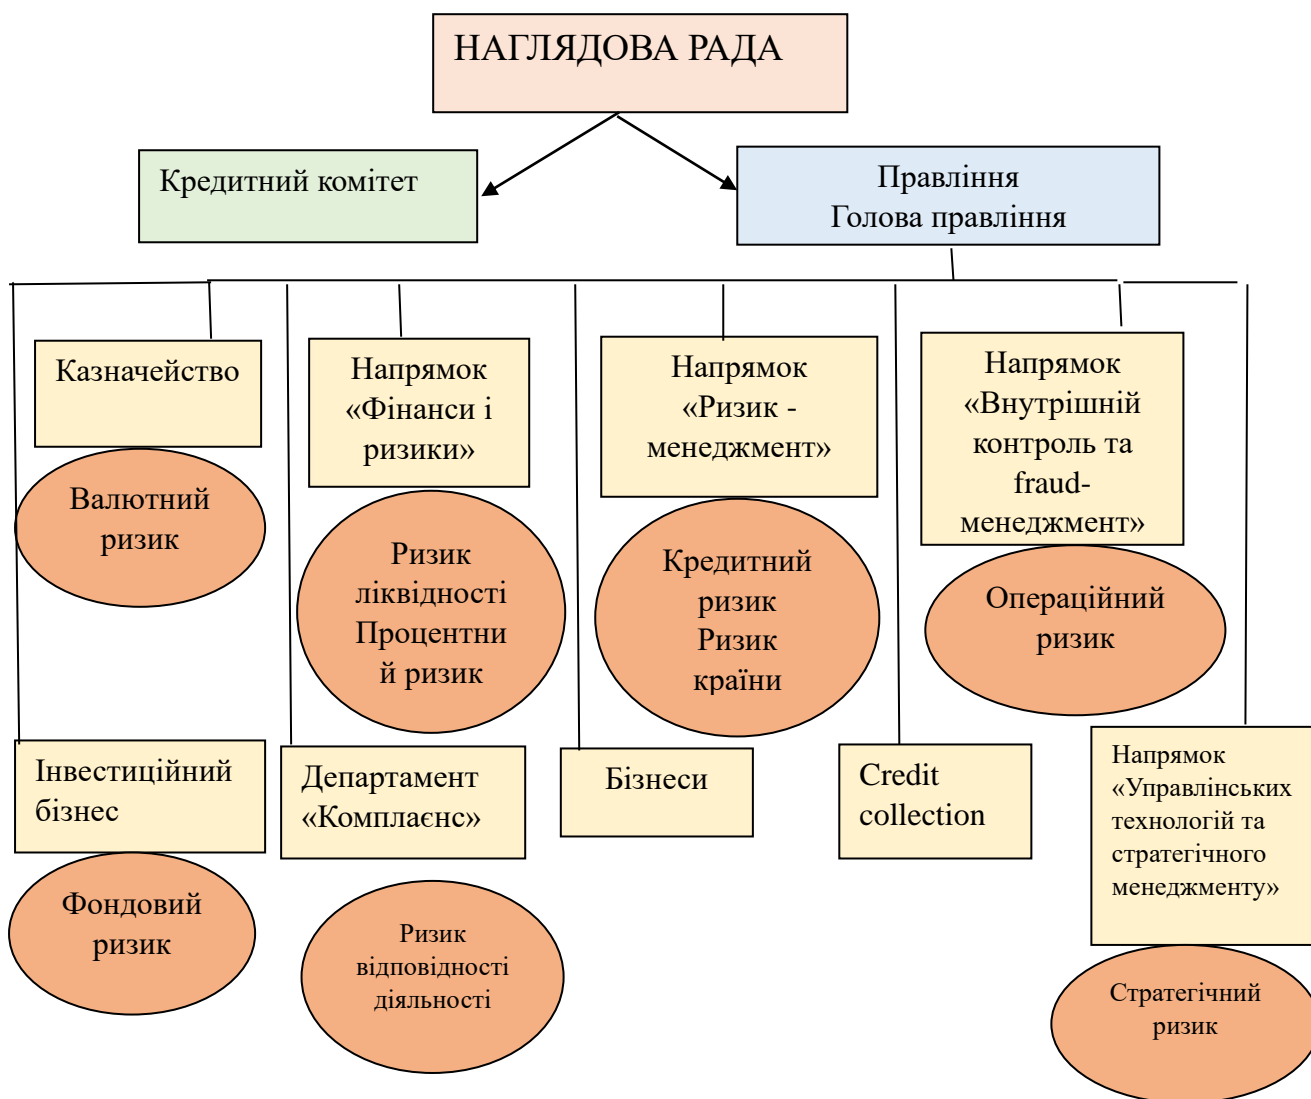 НАГЛЯДОВА РАДА
Кредитний комітет
Правління
Голова правління
Казначейство
Валютний
ризик
Напрямок
«Фінанси і
ризики»
Ризик
ліквідності
Процентни
й ризик
Напрямок
«Ризик -
менеджмент»
Кредитний
ризик
Ризик
країни
Напрямок
«Внутрішній
контроль та
fraud-
менеджмент»
Операційний
ризик
Інвестиційний
бізнес
Фондовий
ризик
Департамент
«Комплаєнс»
Ризик
відповідності
діяльності
Бізнеси
Credit
collection
Напрямок
«Управлінських
технологій та
стратегічного
менеджменту»
Стратегічний
ризик